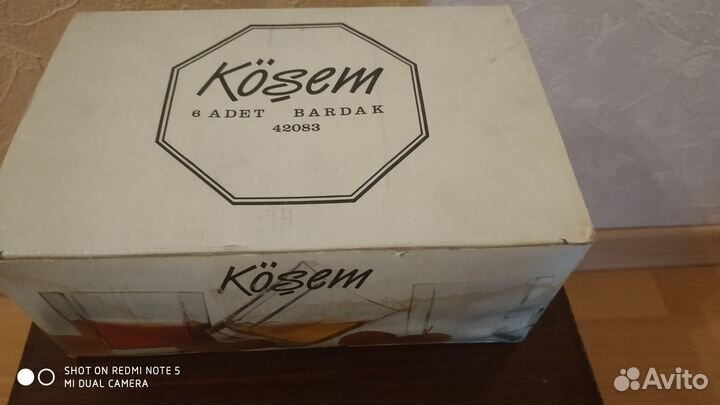 Köşem
6 ADET BARDAK
42083
Köşem
SHOT ON REDMI NOTE 5
MI DUAL CAMERA
Avito